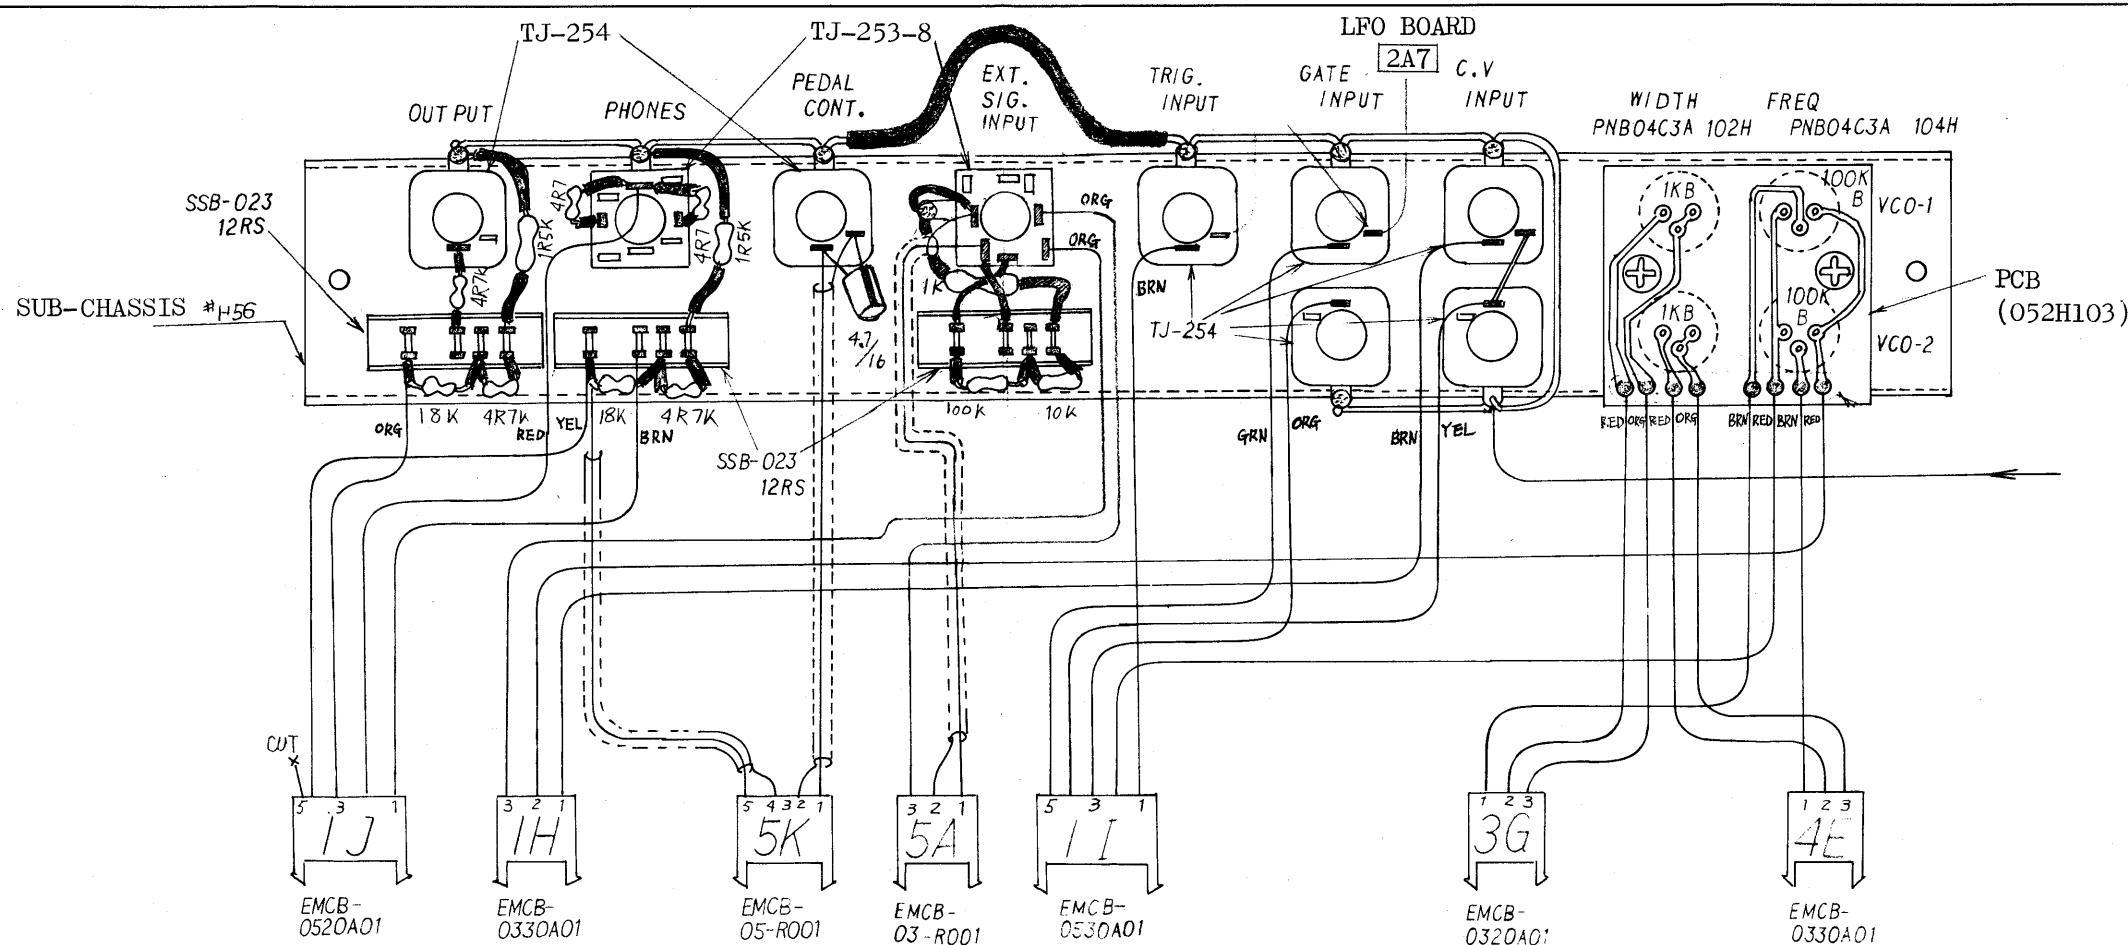 TJ-254
TJ-253-8
LFO BOARD
2A7
OUTPUT
PHONES
PEDAL
CONT.
EXT.
SIG.
INPUT
TRIG.
INPUT
GATE
INPUT
C.V
INPUT
WIDTH
PNB04C3A 102H
FREQ
PNB04C3A 104H
SSB-023
12RS
4R7
4R7
1R5K
1R5K
4R7K
ORG
ORG
1K
BRN
4.7/16
TJ-254
1KB
100K
B
VCO-1
1KB
100K
B
VCO-2
PCB
(052H103)
SUB-CHASSIS #H56
ORG
18K
4R7K
RED
YEL
18K
4R7K
BRN
100K
10K
SSB-023
12RS
GRN
ORG
BRN
YEL
RED ORG RED ORG
BRN RED BRN RED
CUT
x
5 3 1
1J
3 2 1
1H
5 4 3 2 1
5K
3 2 1
5A
5 3 1
1I
1 2 3
3G
1 2 3
4E
EMCB-
0520A01
EMCB-
0330A01
EMCB-
05-R001
EMCB-
03-R001
EMCB-
0530A01
EMCB-
0320A01
EMCB-
0330A01